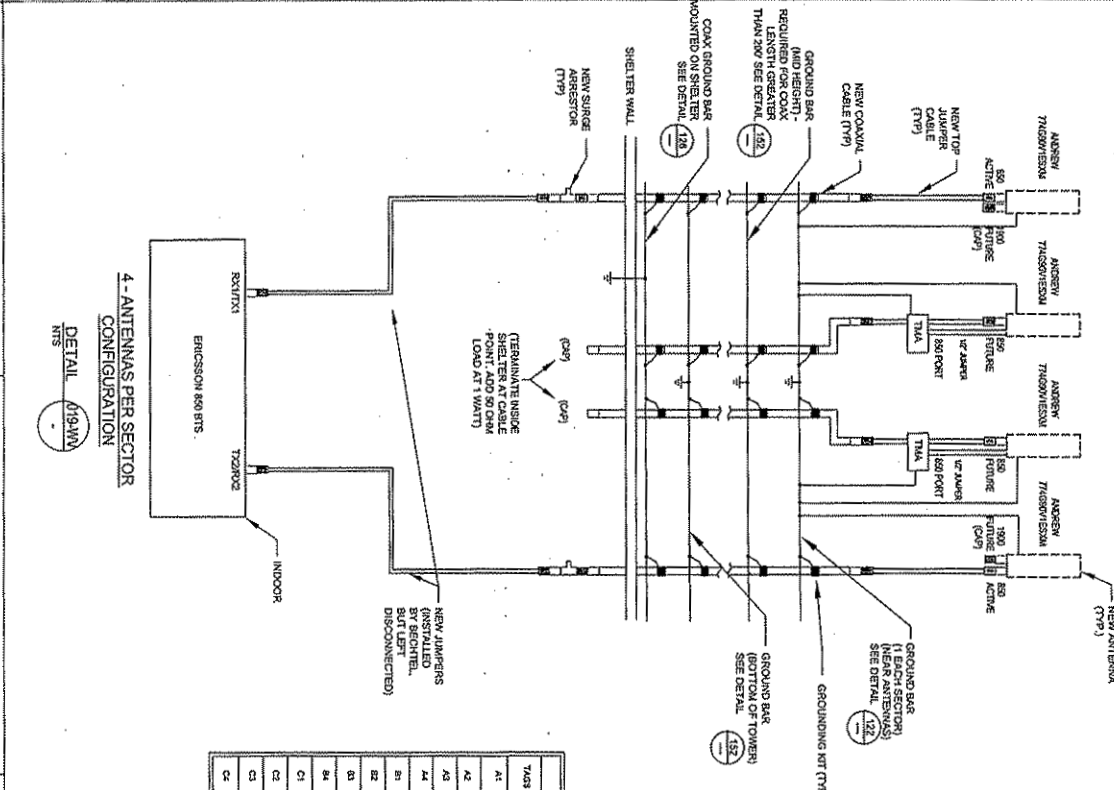 NEW ANTENNA
(TYP.)
ANDREW
ANDREW
ANDREW
ANDREW
850
ACTIVE
1900
FUTURE
(CAP)
850
FUTURE
850
FUTURE
1900
FUTURE
(CAP)
850
ACTIVE
NEW TOP
JUMPER
CABLE
(TYP)
TMA
1/2" JUMPER
850 PORT
TMA
1/2" JUMPER
850 PORT
NEW COAXIAL
CABLE (TYP)
GROUND BAR
(MID HEIGHT) -
REQUIRED FOR COAX
LENGTH GREATER
THAN 200' SEE DETAIL
152
-
GROUND BAR
(1 EACH SECTOR)
(NEAR ANTENNAS)
SEE DETAIL
122
-
GROUNDING KIT (TYP
COAX GROUND BAR
MOUNTED ON SHELTER
SEE DETAIL
126
-
GROUND BAR
(BOTTOM OF TOWER)
SEE DETAIL
152
-
SHELTER WALL
NEW SURGE
ARRESTOR
(TYP)
(CAP)
(CAP)
(TERMINATE INSIDE
SHELTER AT CABLE
POINT. ADD 50 OHM
LOAD AT 1 WATT)
NEW JUMPERS
(INSTALLED
BY BECHTEL,
BUT LEFT
DISCONNECTED)
RX1/TX1
TX2/RX2
ERICSSON 850 BTS
INDOOR
4 - ANTENNAS PER SECTOR
CONFIGURATION
DETAIL
NTS
019-WV
-
TAGS
A1
A2
A3
A4
B1
B2
B3
B4
C1
C2
C3
C4